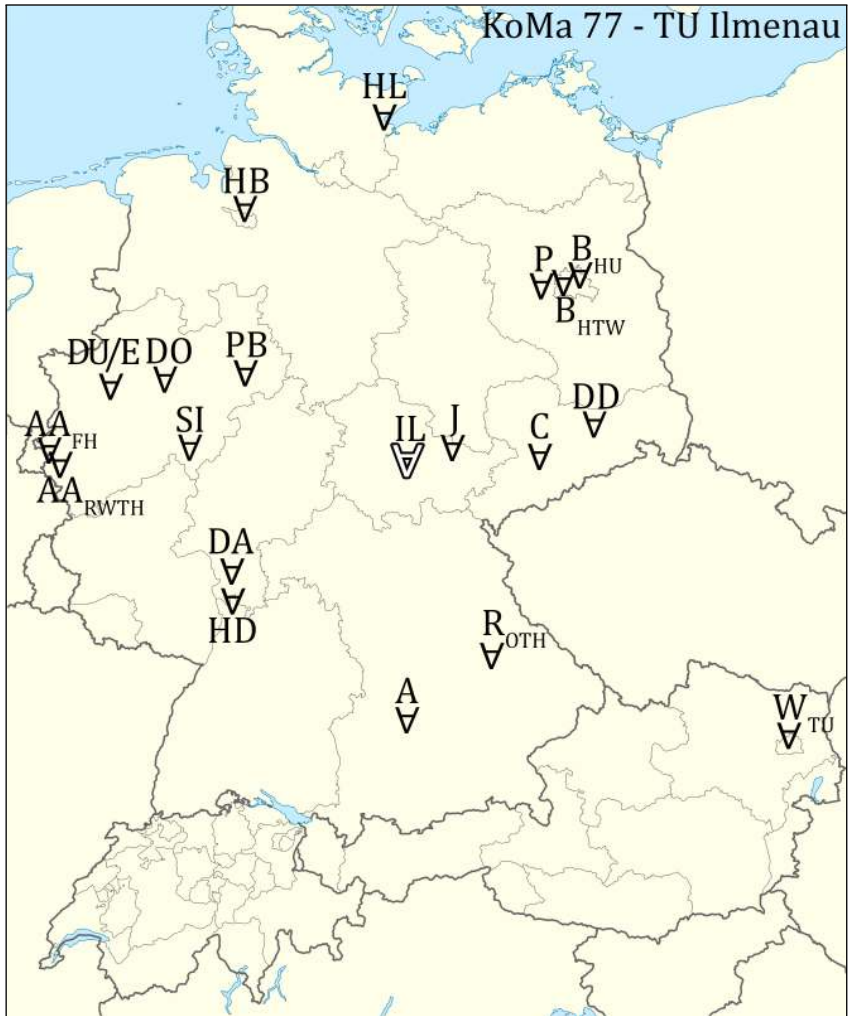 KoMa 77 - TU Ilmenau
HL
HB
P
B HU
B HTW
DU/E
DO
PB
DD
AA FH
SI
IL
J
C
AA RWTH
DA
HD
R OTH
A
W TU